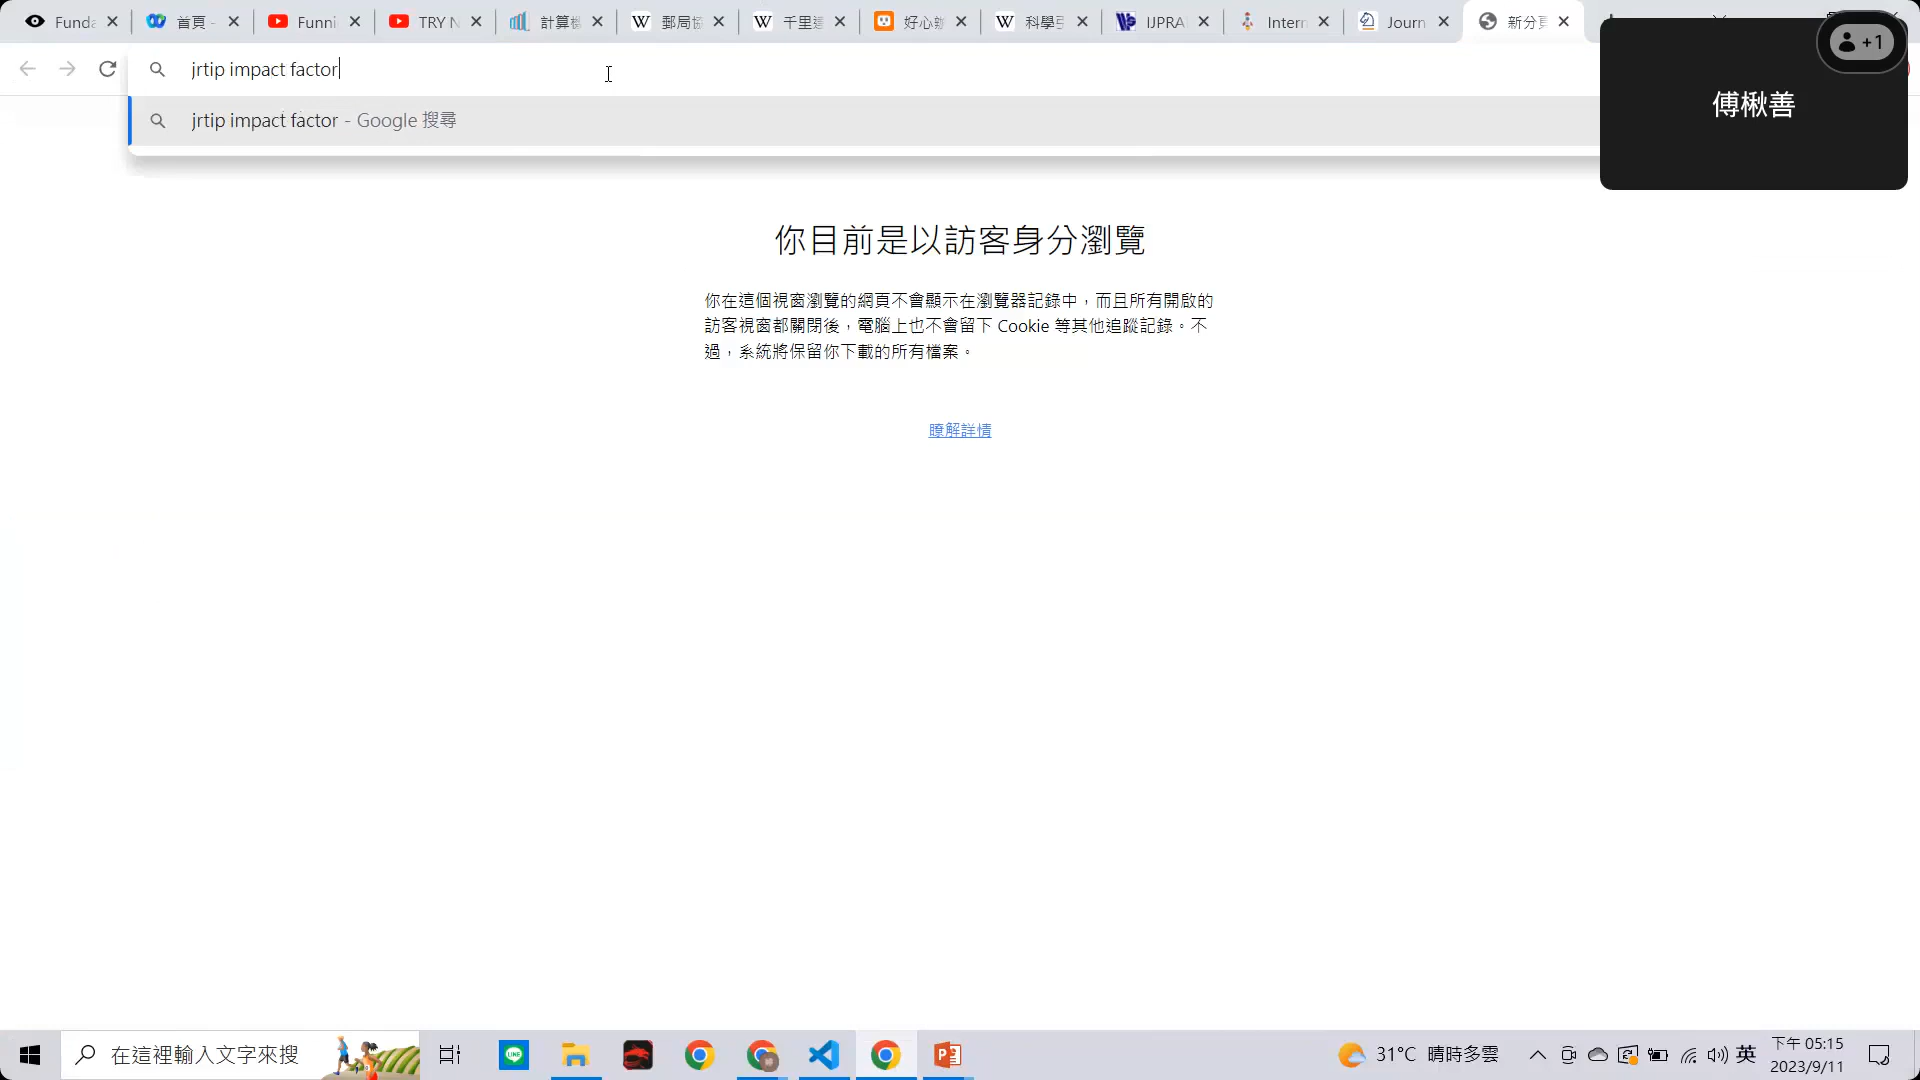 Funda
首頁 -
Funni
TRY N
計算機
郵局協
千里達
好心辦
科學引
IJPRA
Intern
Journ
新分頁
+1
jrtip impact factor
jrtip impact factor - Google 搜尋
傅楸善
你目前是以訪客身分瀏覽
你在這個視窗瀏覽的網頁不會顯示在瀏覽器記錄中，而且所有開啟的
訪客視窗都關閉後，電腦上也不會留下 Cookie 等其他追蹤記錄。不
過，系統將保留你下載的所有檔案。
瞭解詳情
在這裡輸入文字來搜
31°C 晴時多雲
英
下午 05:15
2023/9/11